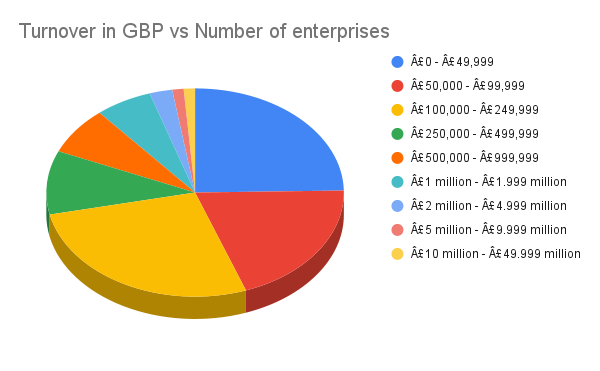 Turnover in GBP vs Number of enterprises
Â£0 - Â£49,999
Â£50,000 - Â£99,999
Â£100,000 - Â£249,999
Â£250,000 - Â£499,999
Â£500,000 - Â£999,999
Â£1 million - Â£1.999 million
Â£2 million - Â£4.999 million
Â£5 million - Â£9.999 million
Â£10 million - Â£49.999 million